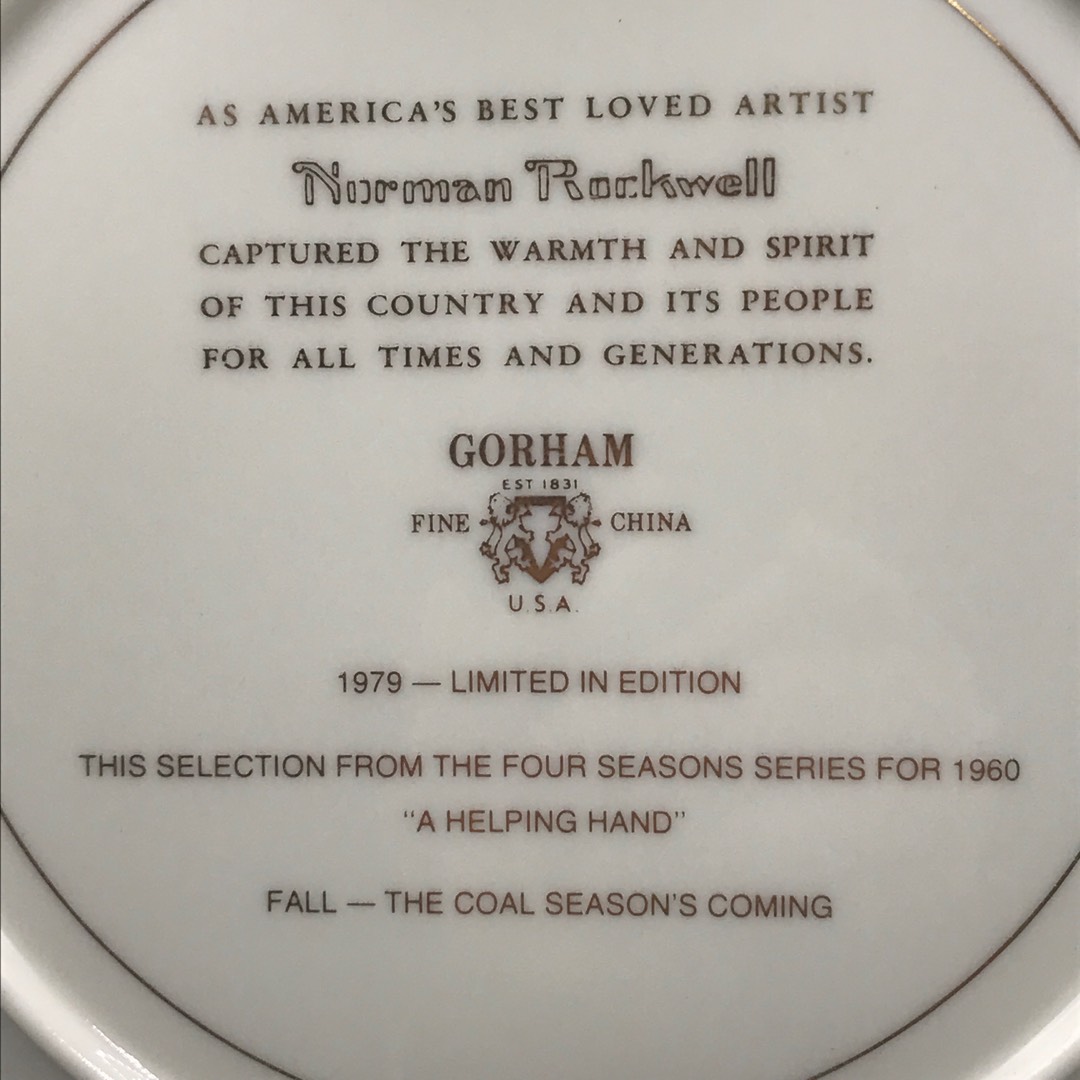 AS AMERICA'S BEST LOVED ARTIST
Norman Rockwell
CAPTURED THE WARMTH AND SPIRIT
OF THIS COUNTRY AND ITS PEOPLE
FOR ALL TIMES AND GENERATIONS.
GORHAM
EST 1831
FINE CHINA
U.S.A.
1979 — LIMITED IN EDITION
THIS SELECTION FROM THE FOUR SEASONS SERIES FOR 1960
"A HELPING HAND"
FALL — THE COAL SEASON'S COMING